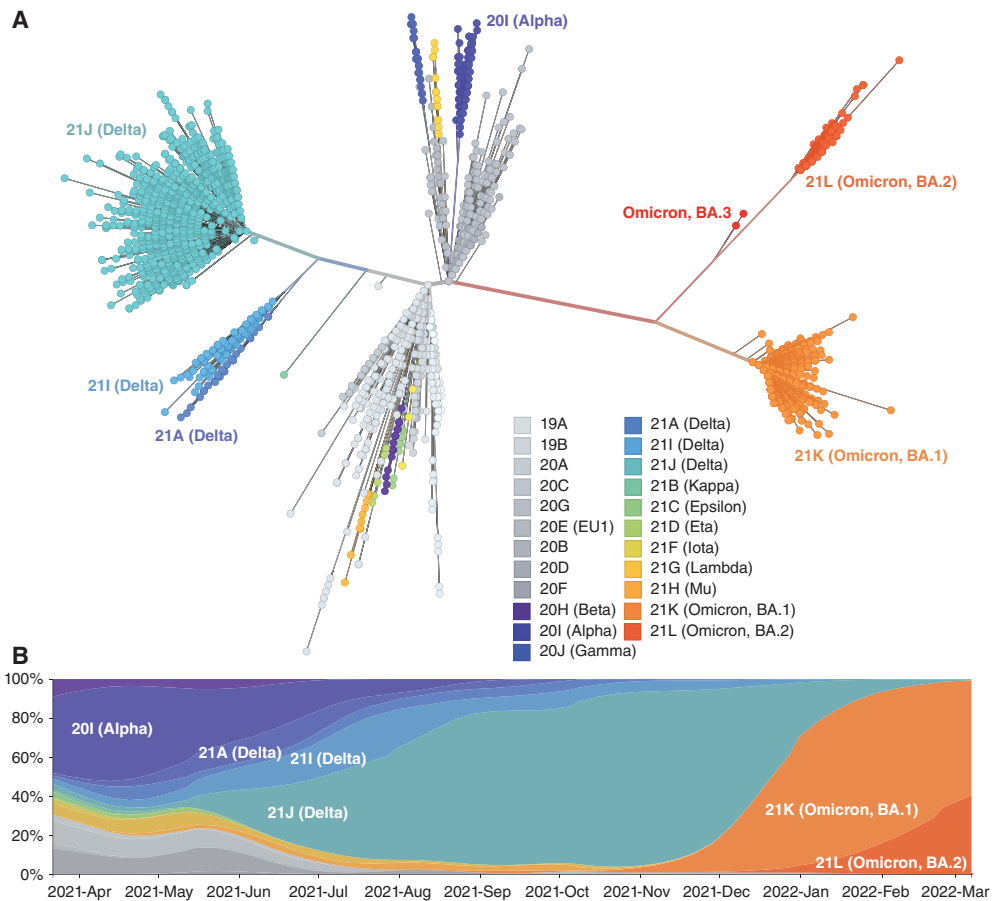 A
20I (Alpha)
21J (Delta)
21L (Omicron, BA.2)
Omicron, BA.3
21I (Delta)
21A (Delta)
21K (Omicron, BA.1)
19A
19B
20A
20C
20G
20E (EU1)
20B
20D
20F
20H (Beta)
20I (Alpha)
20J (Gamma)
21A (Delta)
21I (Delta)
21J (Delta)
21B (Kappa)
21C (Epsilon)
21D (Eta)
21F (Iota)
21G (Lambda)
21H (Mu)
21K (Omicron, BA.1)
21L (Omicron, BA.2)
B
100%
80%
60%
40%
20%
0%
20I (Alpha)
21A (Delta)
21I (Delta)
21J (Delta)
21K (Omicron, BA.1)
21L (Omicron, BA.2)
2021-Apr 2021-May 2021-Jun 2021-Jul 2021-Aug 2021-Sep 2021-Oct 2021-Nov 2021-Dec 2022-Jan 2022-Feb 2022-Mar